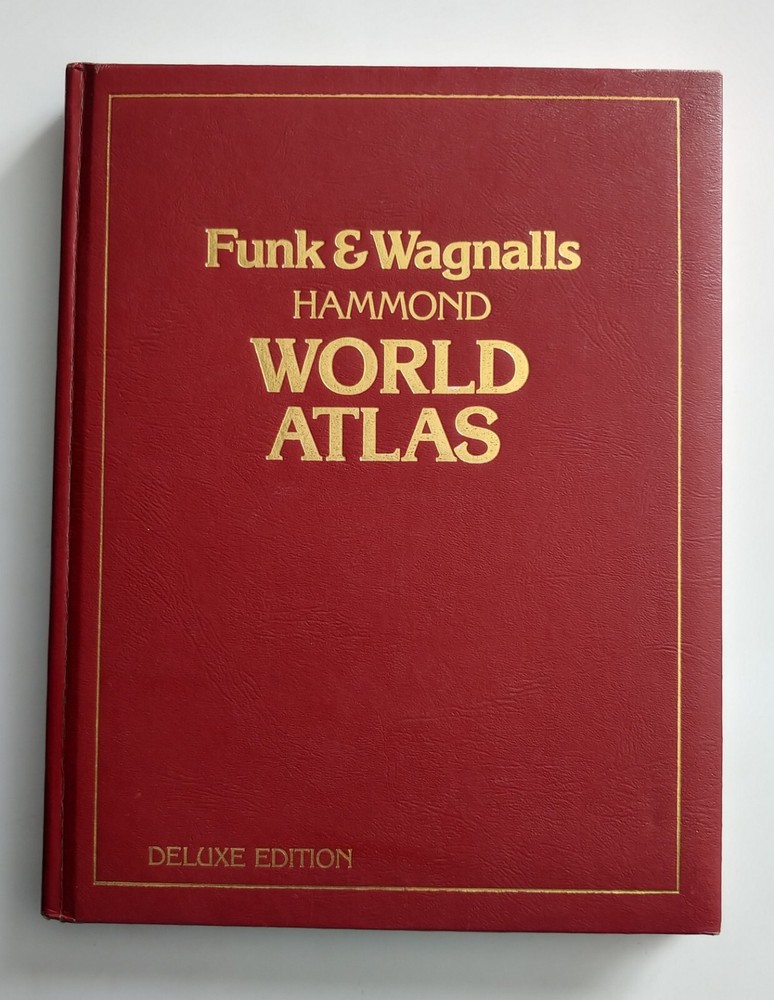 Funk & Wagnalls
HAMMOND
WORLD
ATLAS
DELUXE EDITION